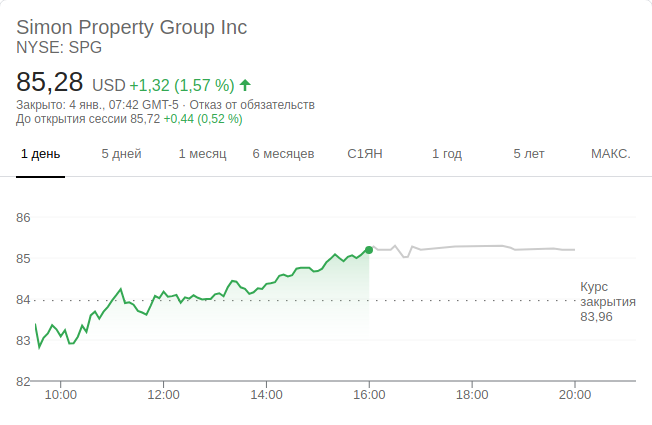 Simon Property Group Inc
NYSE: SPG
85,28 USD +1,32 (1,57 %)
Закрыто: 4 янв., 07:42 GMT-5 · Отказ от обязательств
До открытия сессии 85,72 +0,44 (0,52 %)
1 день 5 дней 1 месяц 6 месяцев С1ЯН 1 год 5 лет МАКС.
86
85
84
83
82
Курс
закрытия
83,96
10:00 12:00 14:00 16:00 18:00 20:00